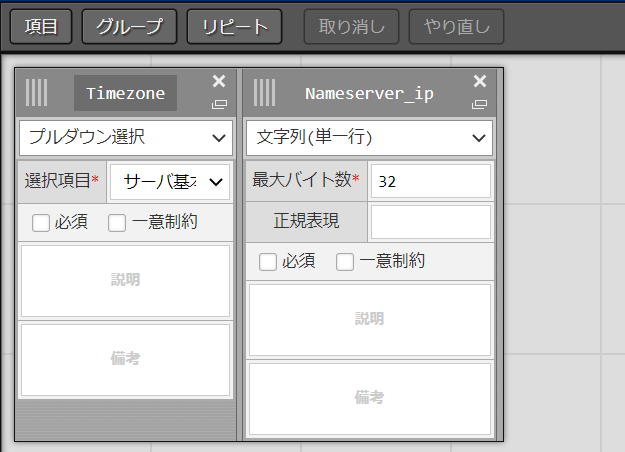 項目 グループ リピート 取り消し やり直し
Timezone
プルダウン選択
選択項目* サーバ基本
必須 一意制約
説明
備考
Nameserver_ip
文字列(単一行)
最大バイト数* 32
正規表現
必須 一意制約
説明
備考